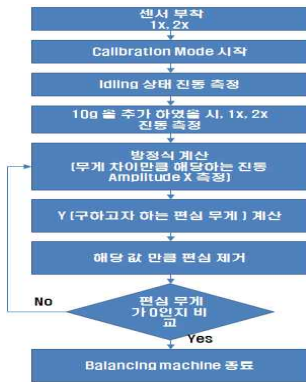 센서 부착
1x, 2x
Calibration Mode 시작
Idling 상태 진동 측정
10g 을 추가 하였을 시, 1x, 2x
진동 측정
방정식 계산
(무게 차이만큼 해당하는 진동
Amplitude X 측정)
Y (구하고자 하는 편심 무게 ) 계산
해당 값 만큼 편심 제거
No
편심 무게
가 0인지 비
교
Yes
Balancing machine 종료